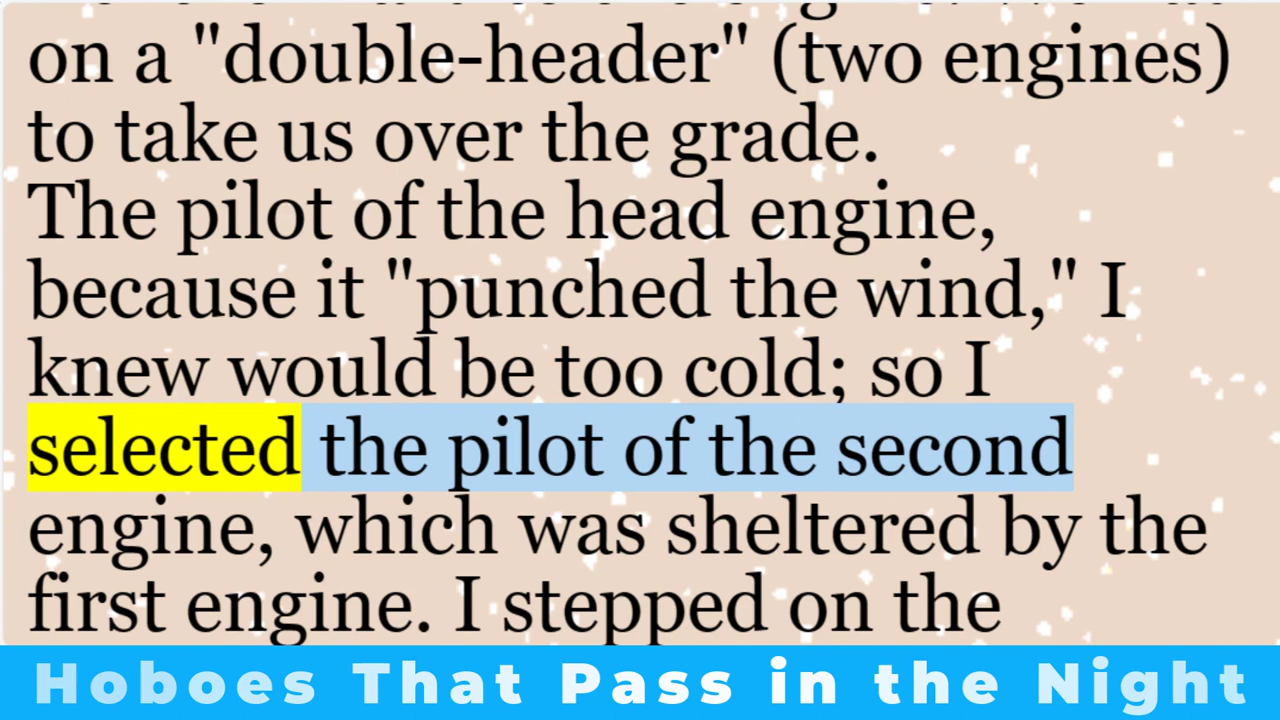 on a "double-header" (two engines)
to take us over the grade.
The pilot of the head engine,
because it "punched the wind," I
knew would be too cold; so I
selected the pilot of the second
engine, which was sheltered by the
first engine. I stepped on the
Hoboes That Pass in the Night